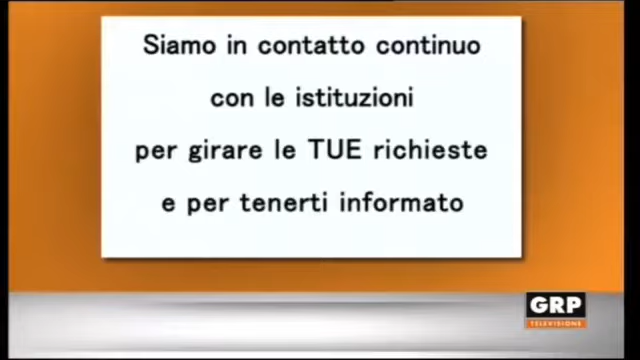 Siamo in contatto continuo
con le istituzioni
per girare le TUE richieste
e per tenerti informato
GRP
TELEVISIONE